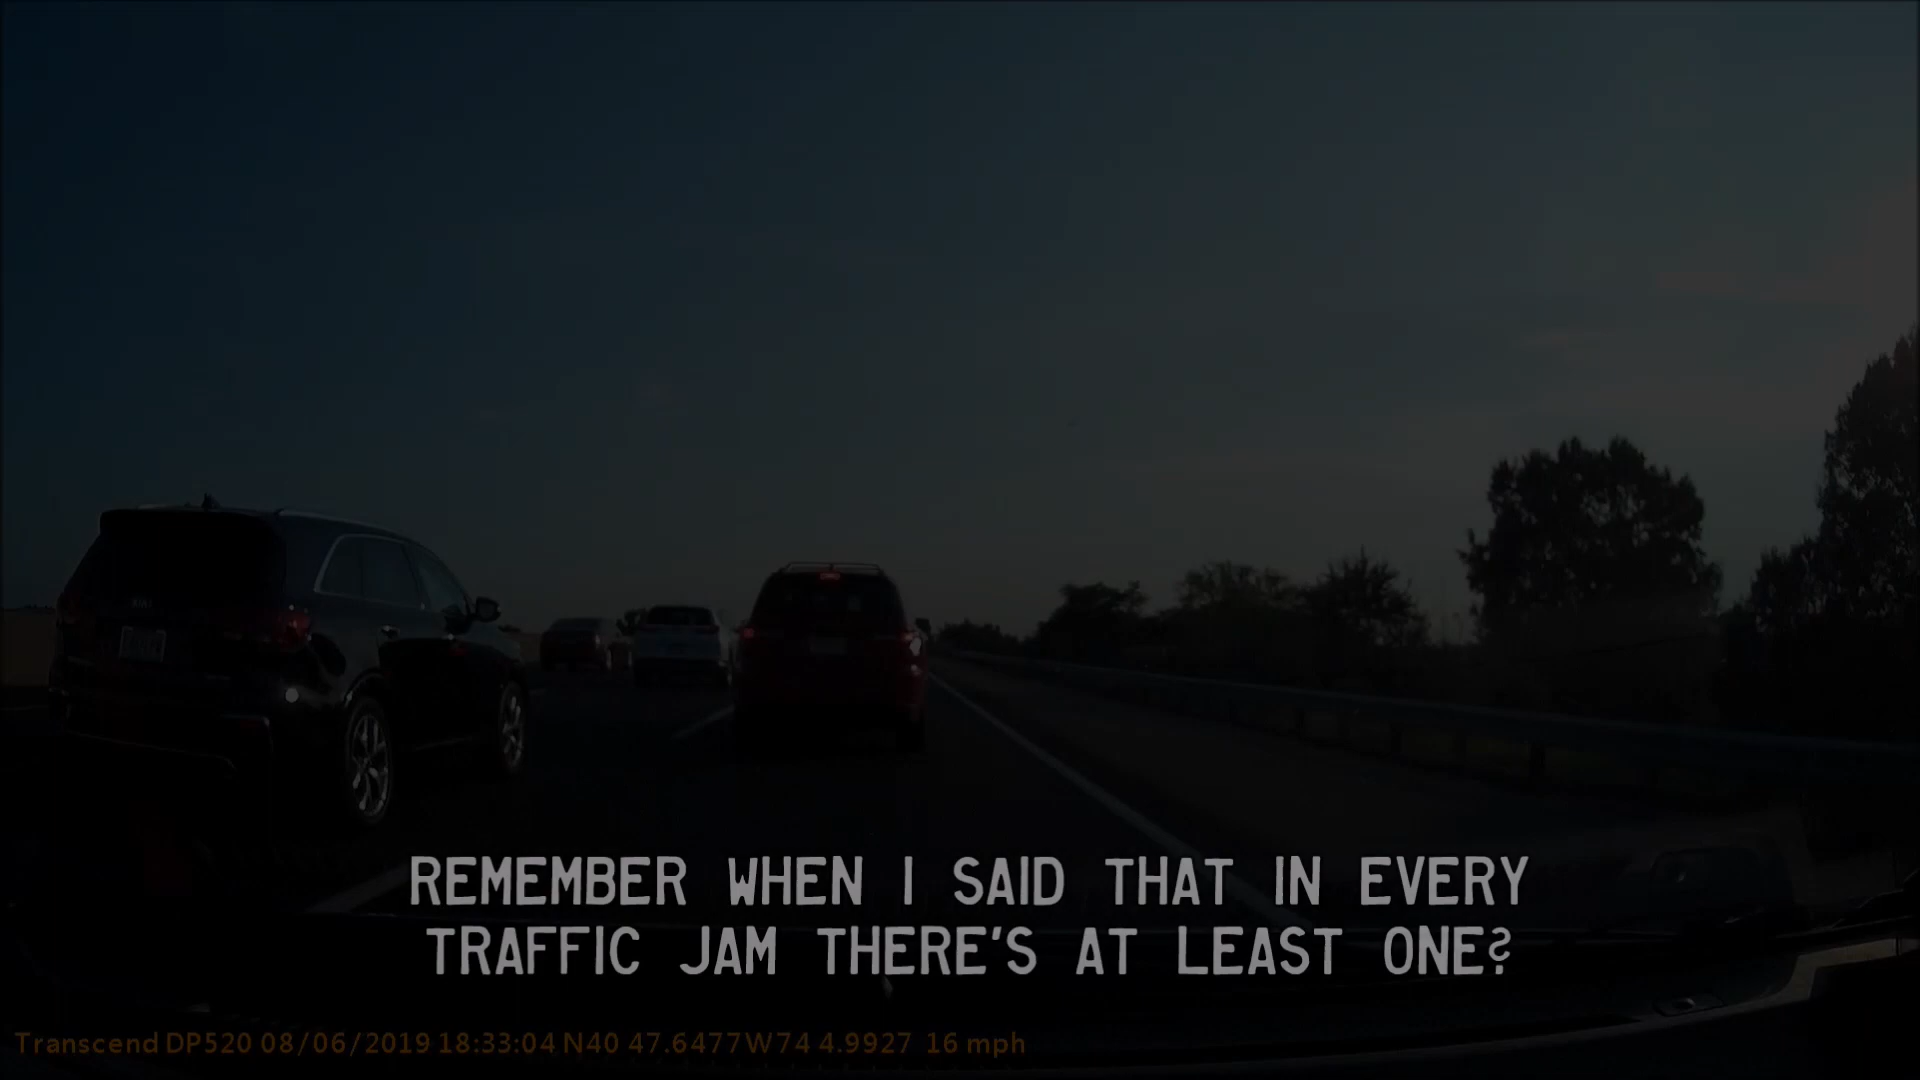 REMEMBER WHEN I SAID THAT IN EVERY
TRAFFIC JAM THERE'S AT LEAST ONE?
Transcend DP520 08/06/2019 18:33:04 N40 47.6477 W74 4.9927 16 mph